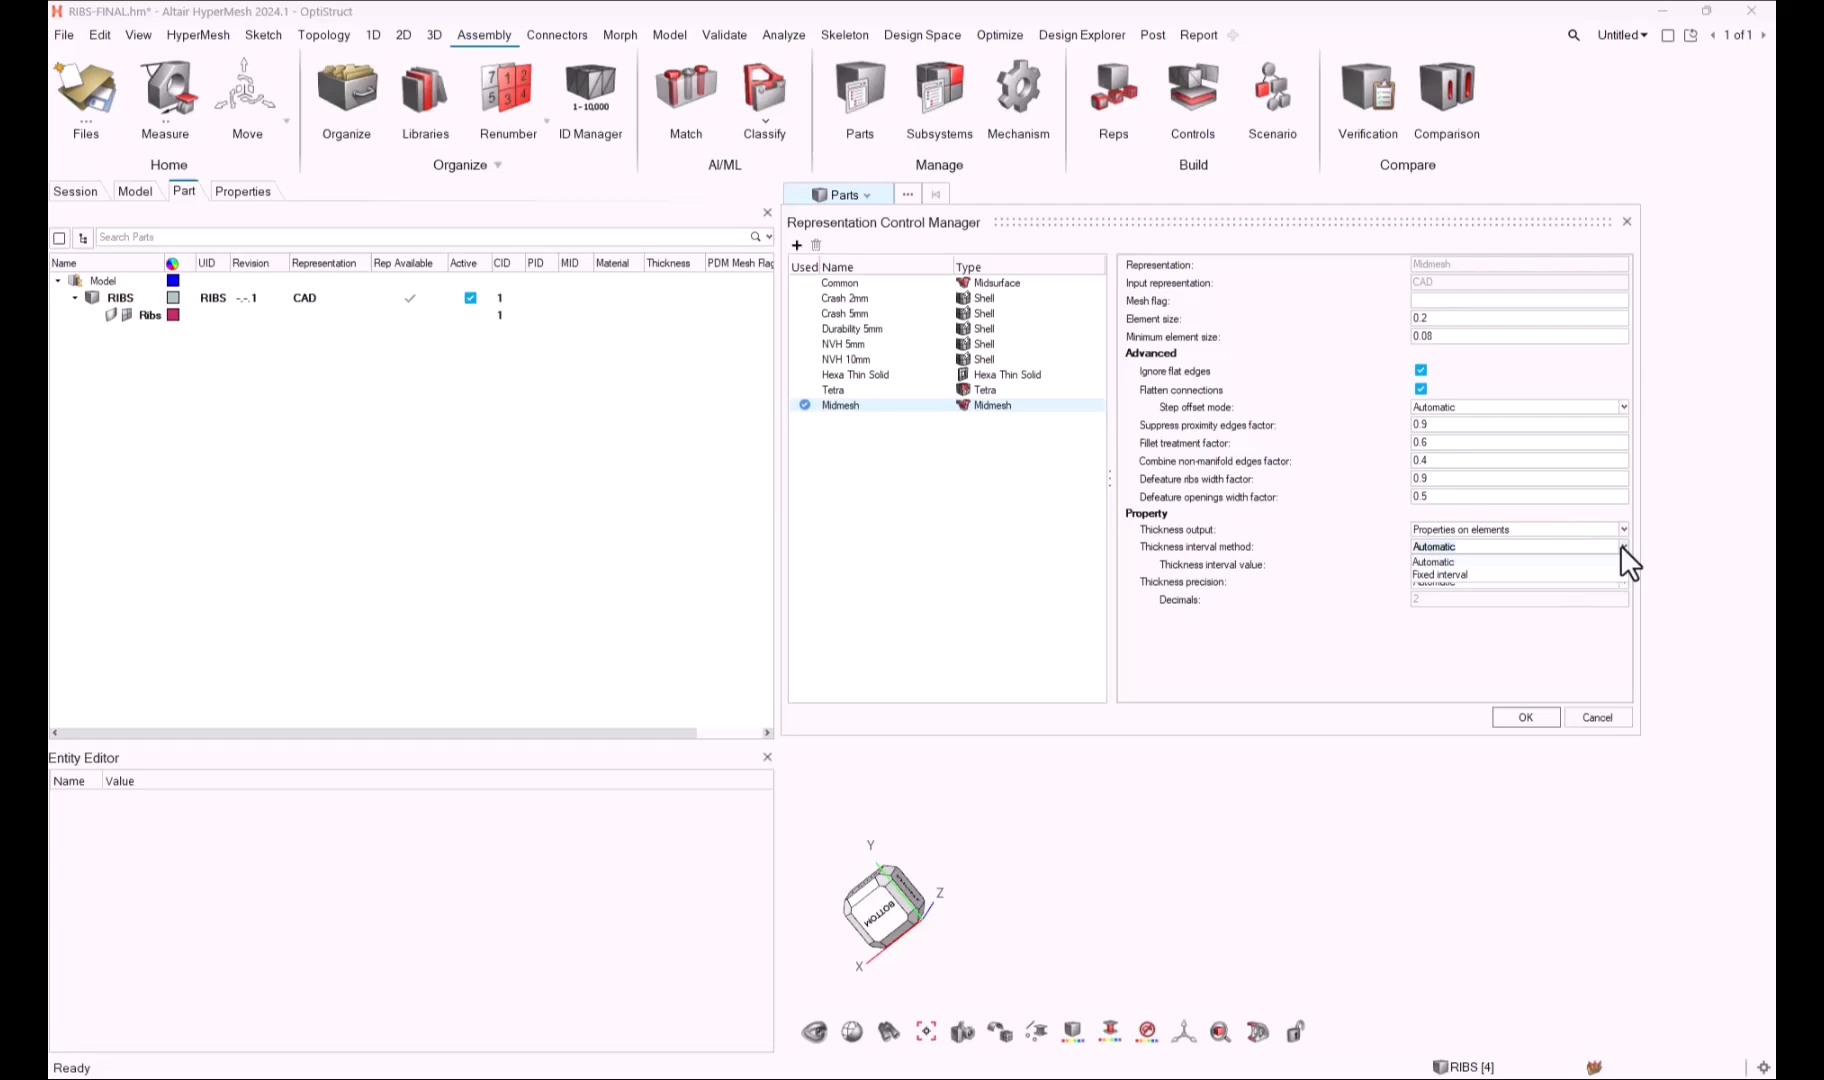 RIBS-FINAL.hm* - Altair HyperMesh 2024.1 - OptiStruct
File Edit View HyperMesh Sketch Topology 1D 2D 3D Assembly Connectors Morph Model Validate Analyze Skeleton Design Space Optimize Design Explorer Post Report Untitled 1 of 1
7 1 2
5 3 4
1-10,000
Files Measure Move Organize Libraries Renumber ID Manager Match Classify Parts Subsystems Mechanism Reps Controls Scenario Verification Comparison
Home Organize AI/ML Manage Build Compare
Session Model Part Properties
Parts
Representation Control Manager
Search Parts
Name UID Revision Representation Rep Available Active CID PID MID Material Thickness PDM Mesh Flag
Model
RIBS RIBS -.-.1 CAD 1
Ribs 1
Used Name Type
Common Midsurface
Crash 2mm Shell
Crash 5mm Shell
Durability 5mm Shell
NVH 5mm Shell
NVH 10mm Shell
Hexa Thin Solid Hexa Thin Solid
Tetra Tetra
Midmesh Midmesh
Representation: Midmesh
Input representation: CAD
Mesh flag:
Element size: 0.2
Minimum element size: 0.08
Advanced
Ignore flat edges
Flatten connections
Step offset mode: Automatic
Suppress proximity edges factor: 0.9
Fillet treatment factor: 0.6
Combine non-manifold edges factor: 0.4
Defeature ribs width factor: 0.9
Defeature openings width factor: 0.5
Property
Thickness output: Properties on elements
Thickness interval method: Automatic
Automatic
Thickness interval value:
Fixed interval
Thickness precision:
Decimals: 2
OK Cancel
Entity Editor
Name Value
Y
Z
BOTTOM
X
Ready
RIBS [4]